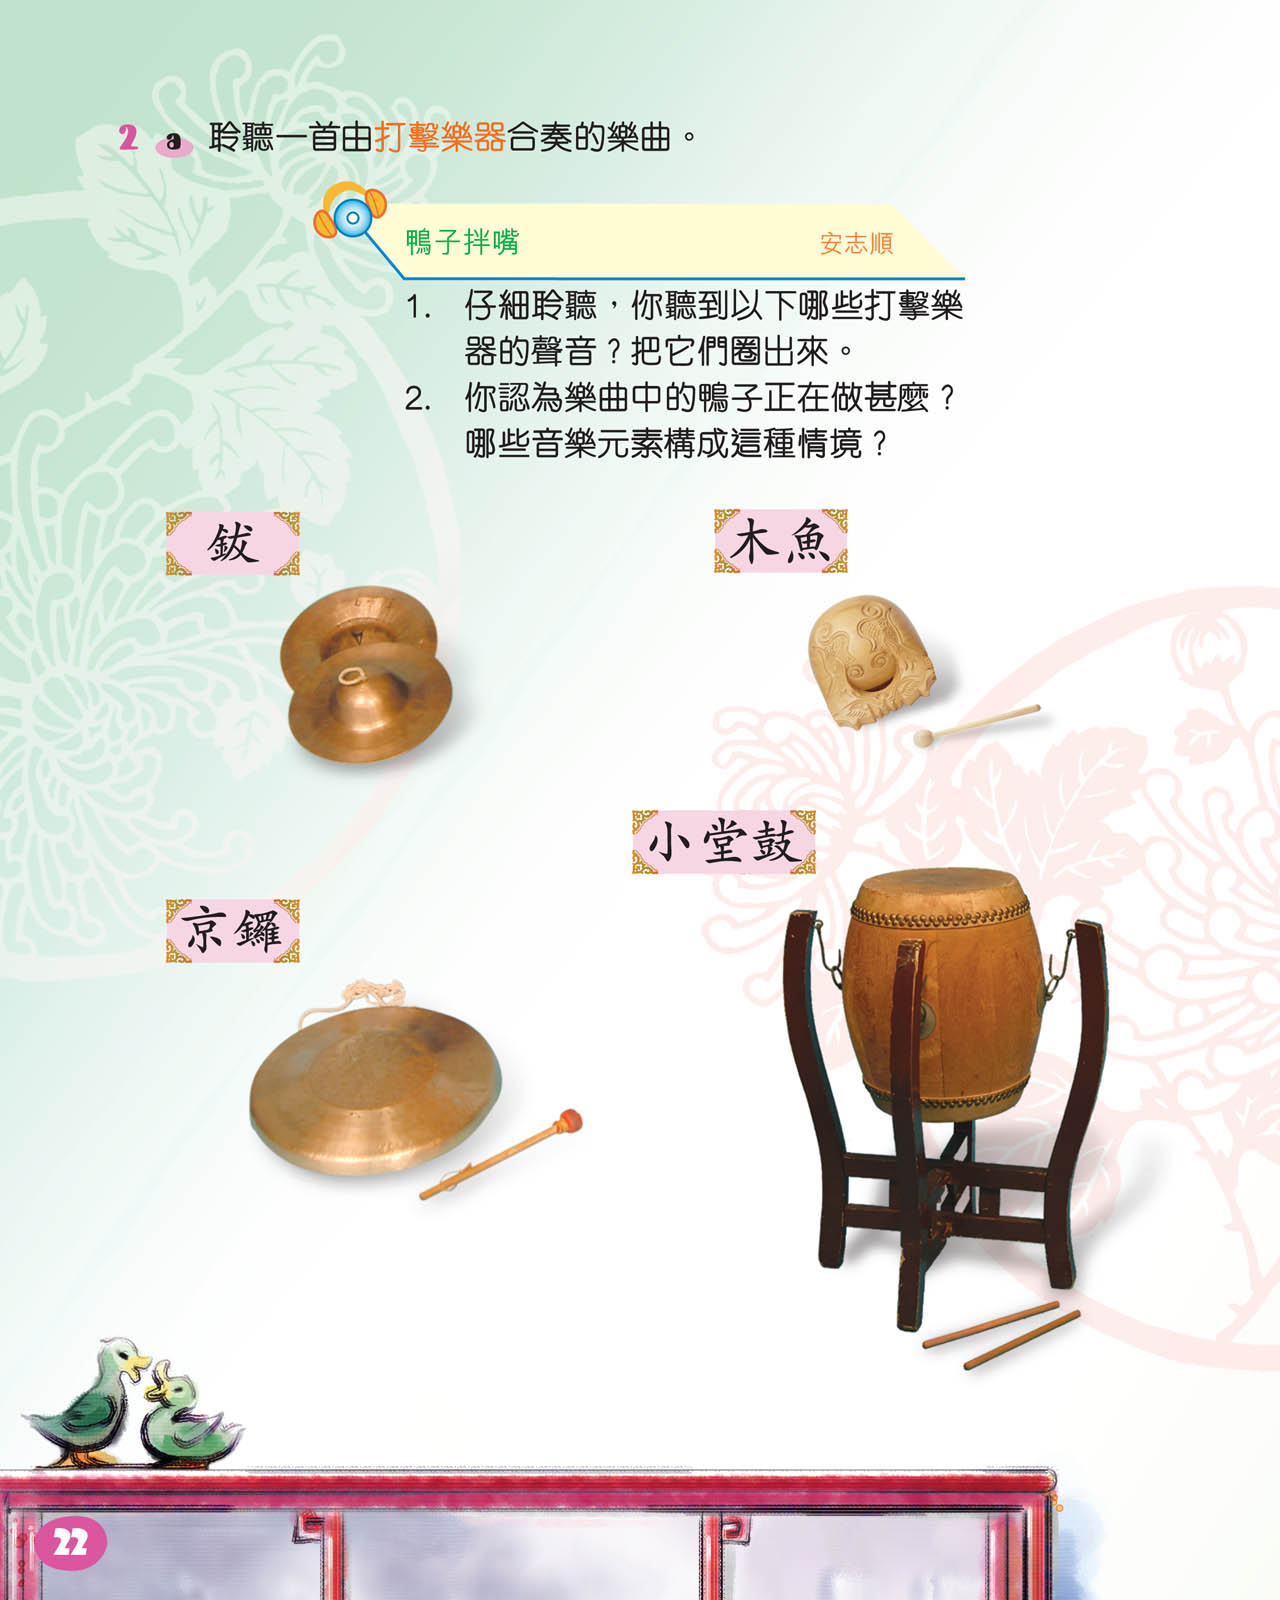 2 a 聆聽一首由打擊樂器合奏的樂曲。
鴨子拌嘴 安志順
1. 仔細聆聽，你聽到以下哪些打擊樂
器的聲音？把它們圈出來。
2. 你認為樂曲中的鴨子正在做甚麼？
哪些音樂元素構成這種情境？
鈸
木魚
小堂鼓
京鑼
22